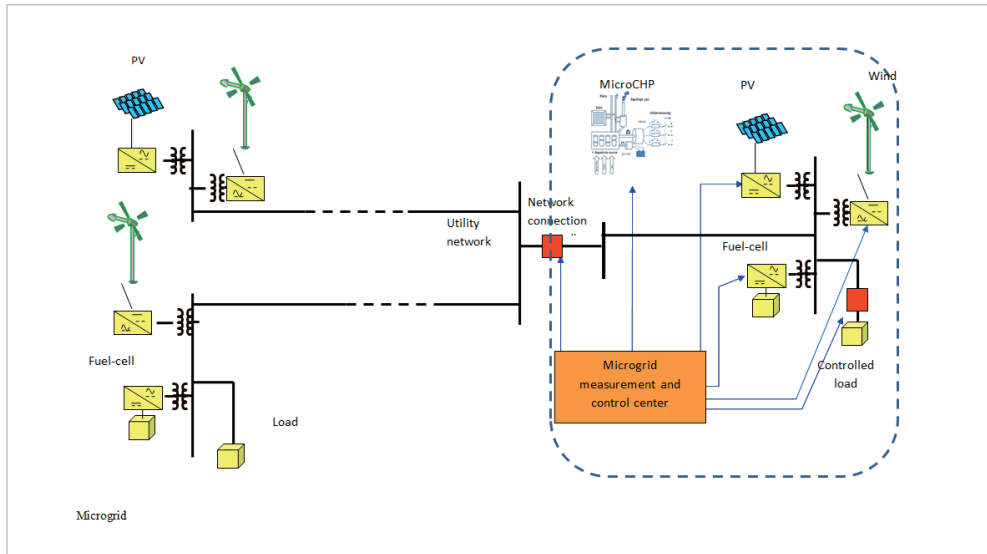 PV
MicroCHP
PV
Wind
Utility
network
Network
connection
Fuel-cell
Fuel-cell
Microgrid
measurement and
control center
Controlled
load
Load
Microgrid